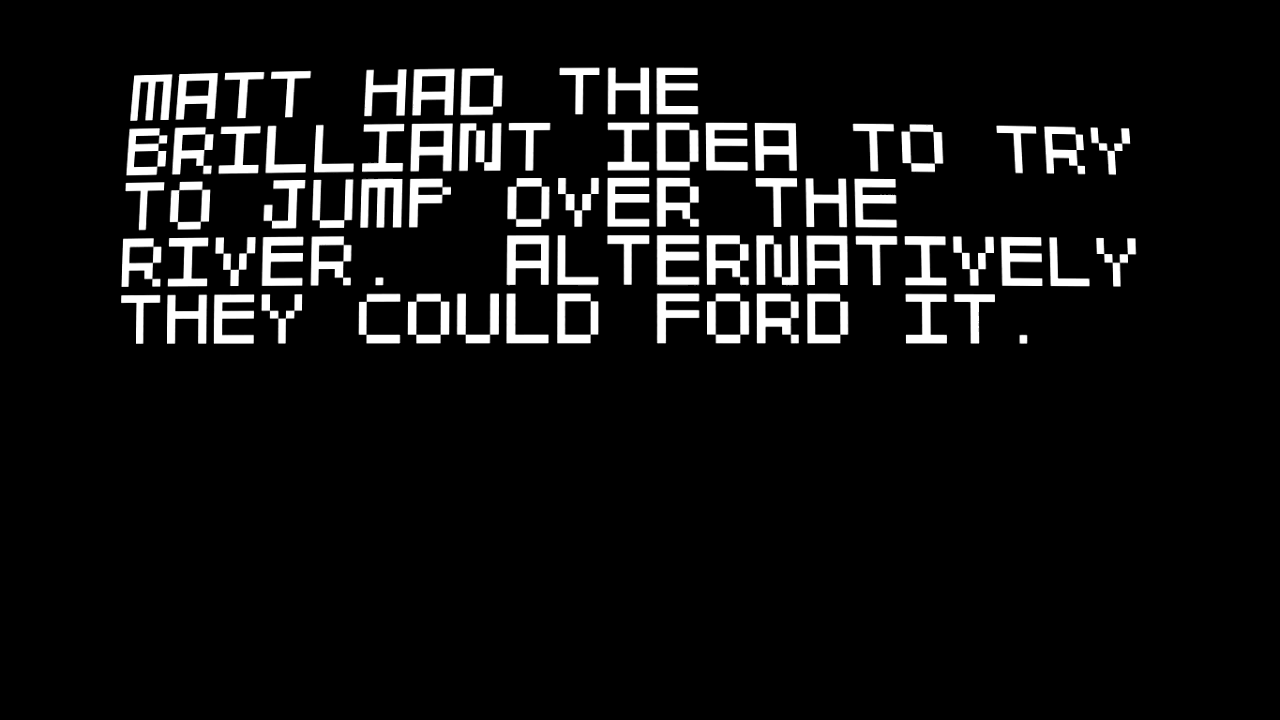 MATT HAD THE
BRILLIANT IDEA TO TRY
TO JUMP OVER THE
RIVER.  ALTERNATIVELY
THEY COULD FORD IT.